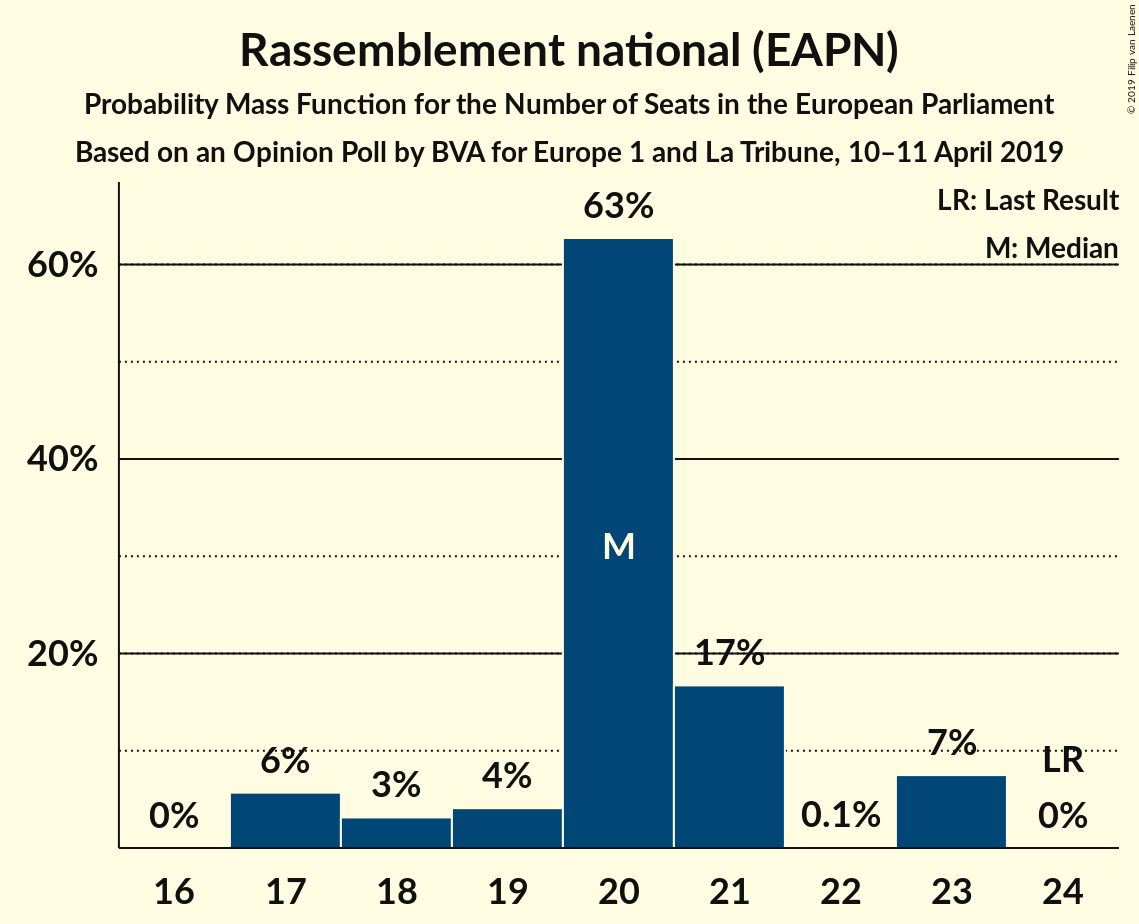 Rassemblement national (EAPN)
Probability Mass Function for the Number of Seats in the European Parliament
Based on an Opinion Poll by BVA for Europe 1 and La Tribune, 10–11 April 2019
© 2019 Filip van Laenen
LR: Last Result
M: Median
63%
60%
40%
M
20%
17%
6%
3%
4%
7%
LR
0%
0.1%
0%
16 17 18 19 20 21 22 23 24